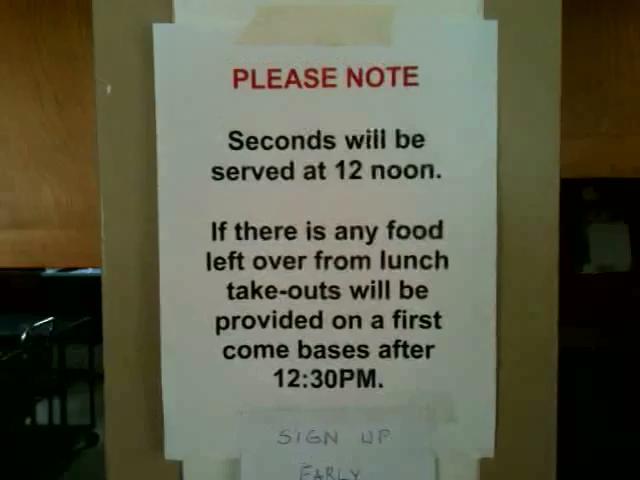 PLEASE NOTE
Seconds will be
served at 12 noon.
If there is any food
left over from lunch
take-outs will be
provided on a first
come bases after
12:30PM.
SIGN UP
EARLY